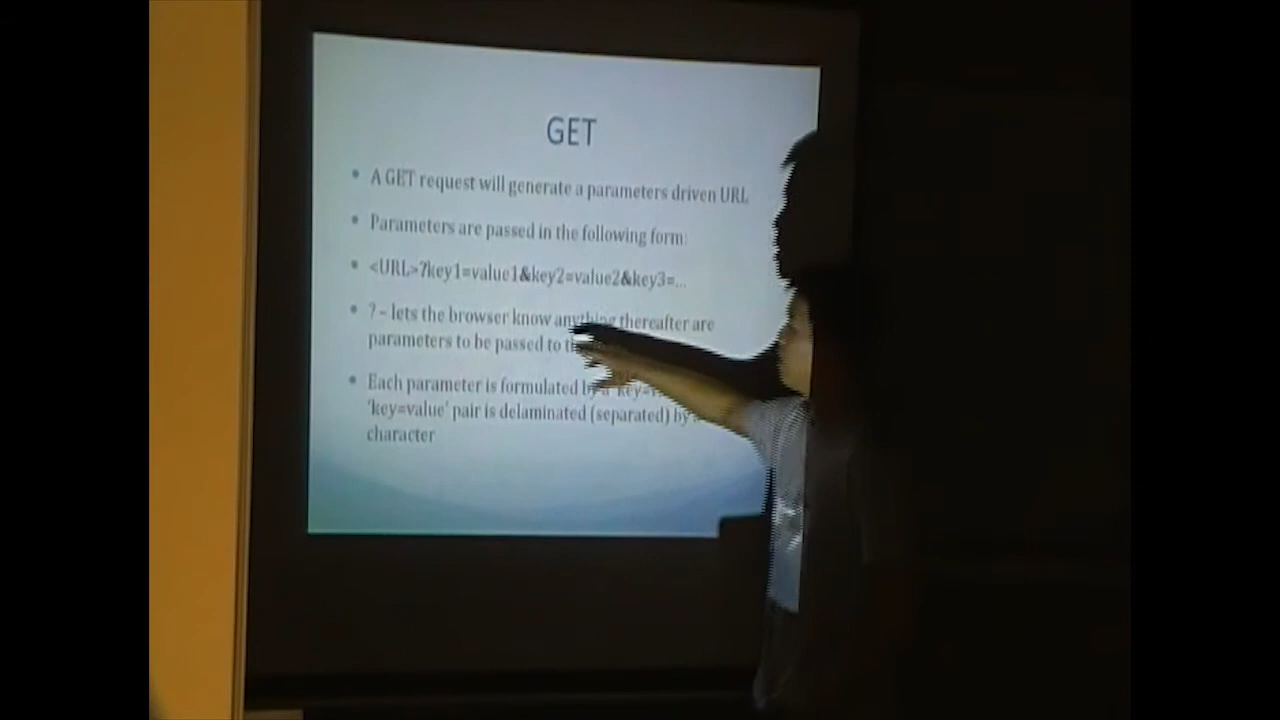 GET
• A GET request will generate a parameters driven URL
• Parameters are passed in the following form:
• <URL>?key1=value1&key2=value2&key3=...
• ? – lets the browser know anything thereafter are
parameters to be passed to
• Each parameter is formulated by a
'key=value' pair is delaminated (separated) by
character